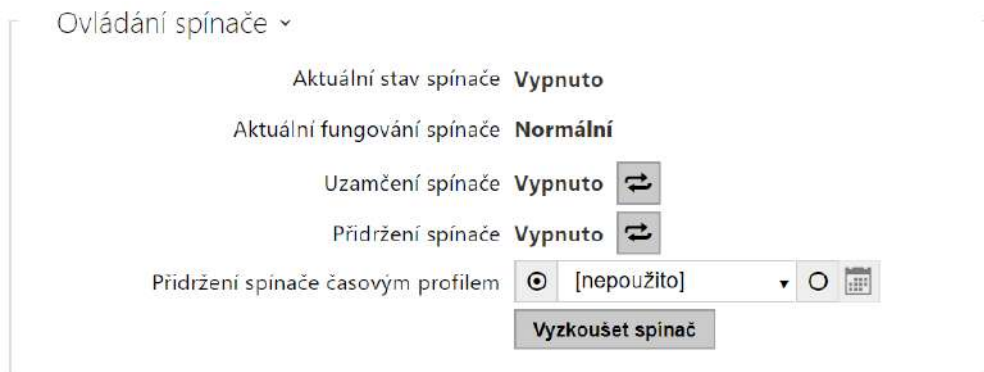 Ovládání spínače
Aktuální stav spínače Vypnuto
Aktuální fungování spínače Normální
Uzamčení spínače Vypnuto
Přidržení spínače Vypnuto
Přidržení spínače časovým profilem [nepoužito]
Vyzkoušet spínač